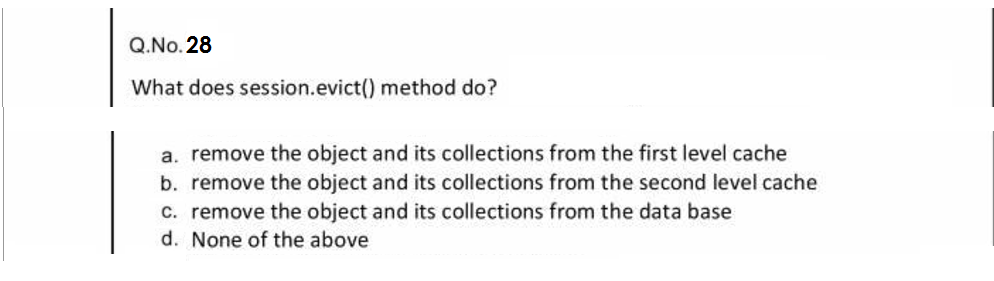 Q.No. 28
What does session.evict() method do?
a. remove the object and its collections from the first level cache
b. remove the object and its collections from the second level cache
c. remove the object and its collections from the data base
d. None of the above